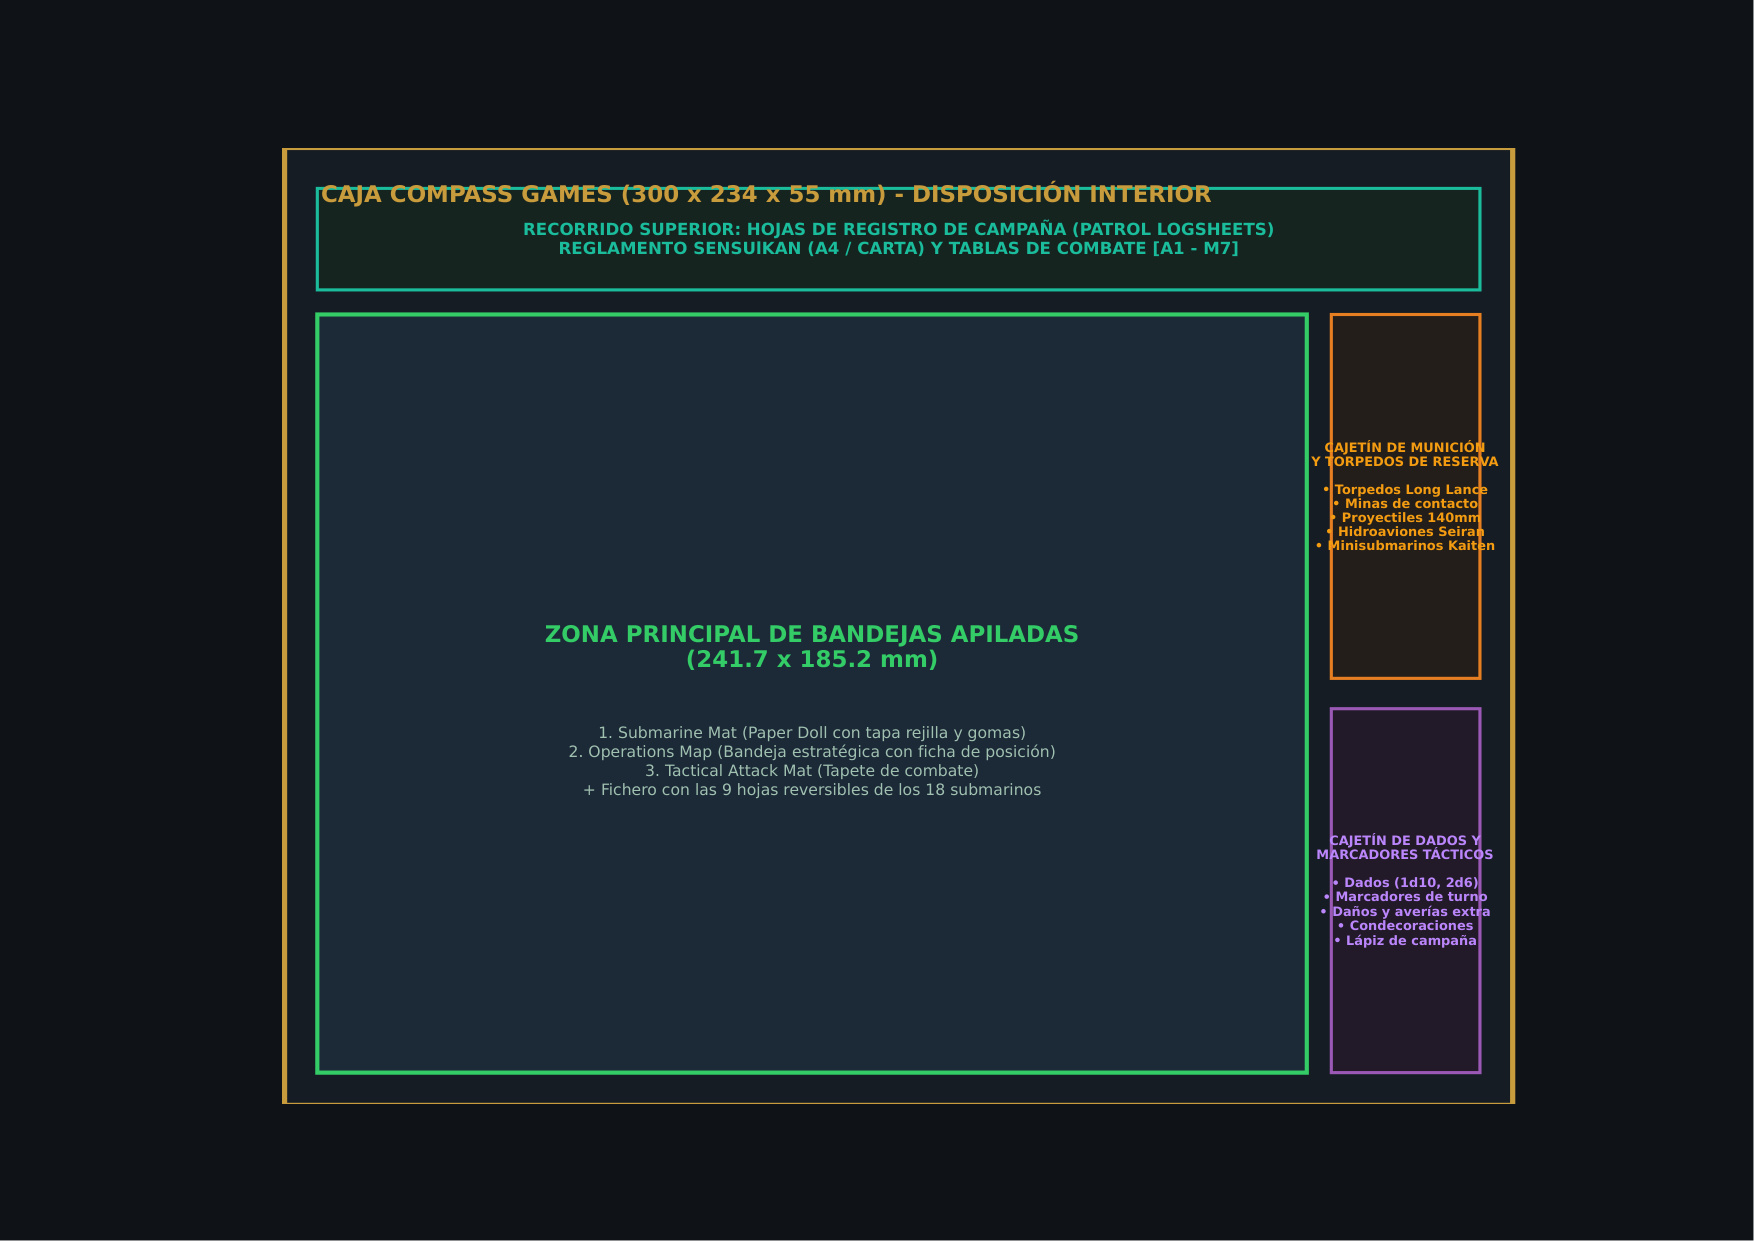 CAJA COMPASS GAMES (300 x 234 x 55 mm) - DISPOSICIÓN INTERIOR
RECORRIDO SUPERIOR: HOJAS DE REGISTRO DE CAMPAÑA (PATROL LOGSHEETS)
REGLAMENTO SENSUIKAN (A4 / CARTA) Y TABLAS DE COMBATE [A1 - M7]
ZONA PRINCIPAL DE BANDEJAS APILADAS
(241.7 x 185.2 mm)
1. Submarine Mat (Paper Doll con tapa rejilla y gomas)
2. Operations Map (Bandeja estratégica con ficha de posición)
3. Tactical Attack Mat (Tapete de combate)
+ Fichero con las 9 hojas reversibles de los 18 submarinos
CAJETÍN DE MUNICIÓN
Y TORPEDOS DE RESERVA
• Torpedos Long Lance
• Minas de contacto
• Proyectiles 140mm
• Hidroaviones Seiran
• Minisubmarinos Kaiten
CAJETÍN DE DADOS Y
MARCADORES TÁCTICOS
• Dados (1d10, 2d6)
• Marcadores de turno
• Daños y averías extra
• Condecoraciones
• Lápiz de campaña